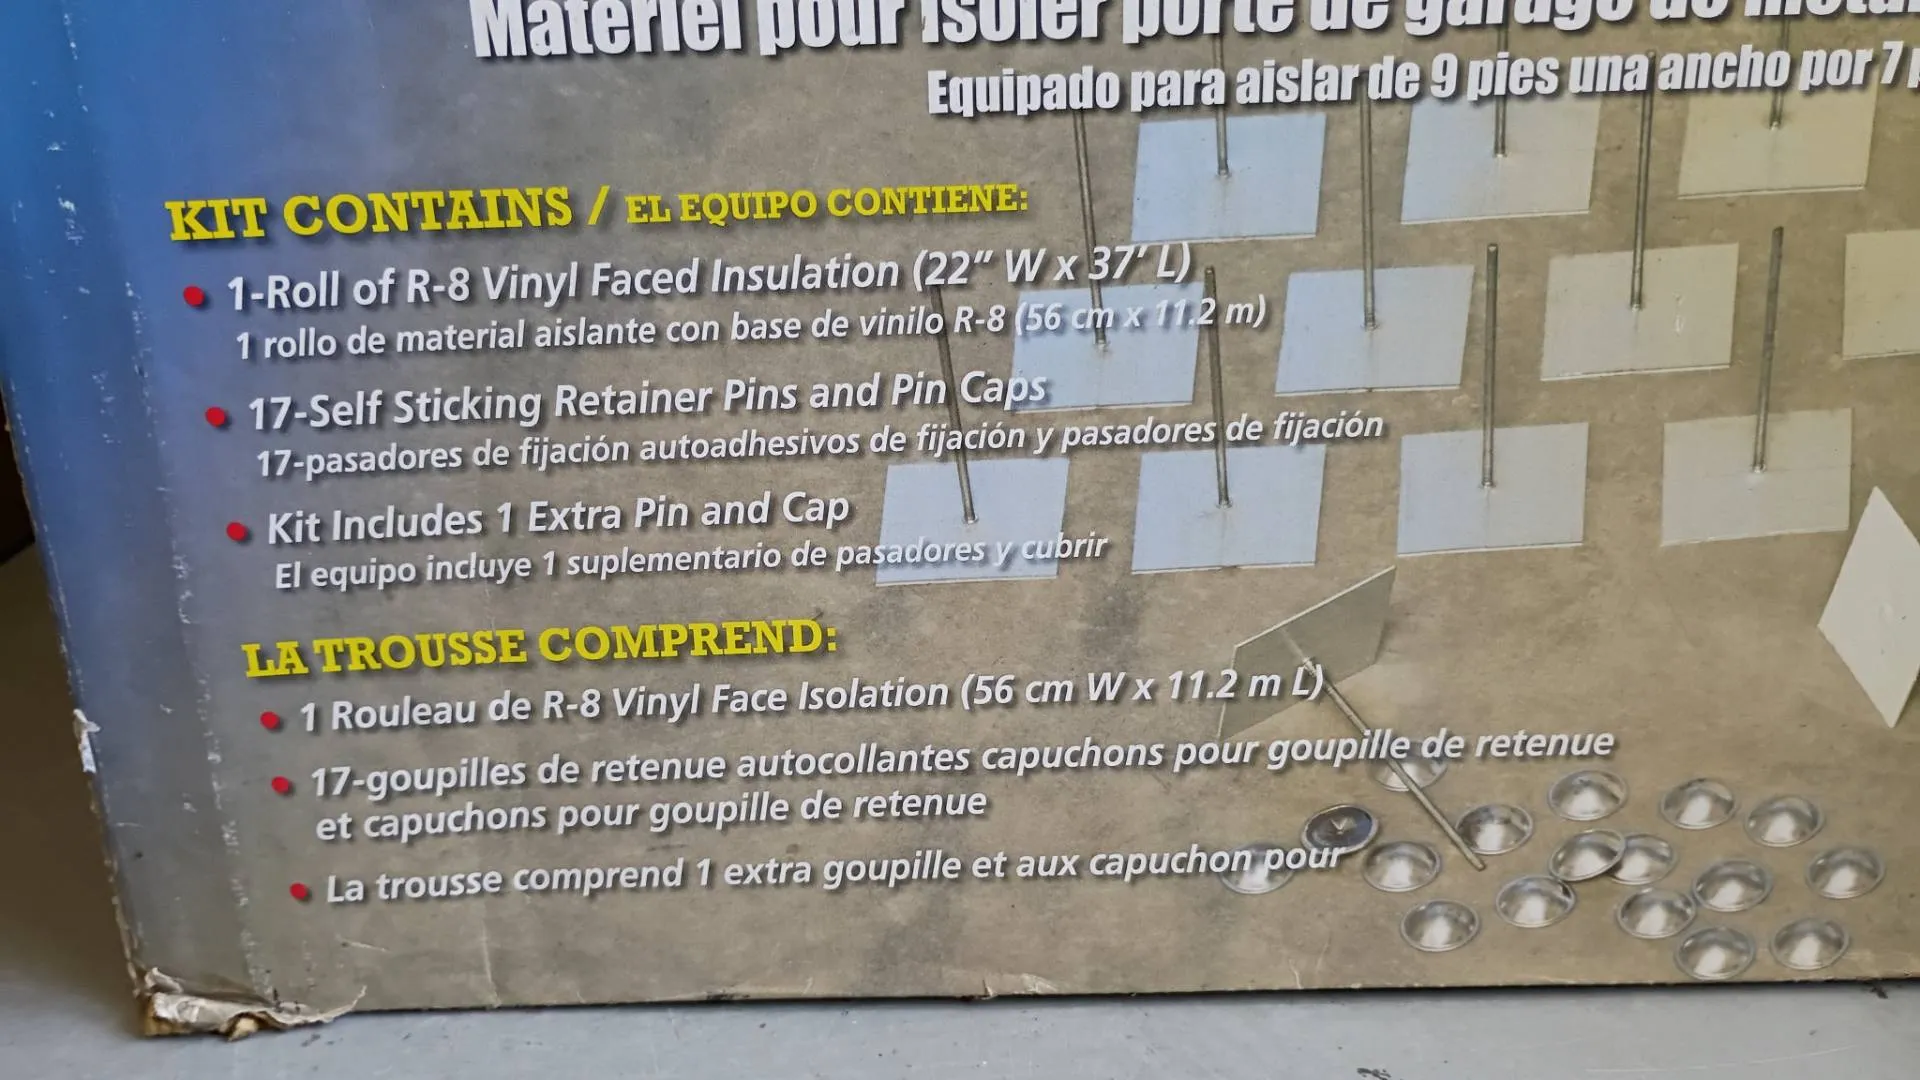 Matériel pour isoler porte de garage de
Equipado para aislar de 9 pies una ancho por 7
KIT CONTAINS / EL EQUIPO CONTIENE:
• 1-Roll of R-8 Vinyl Faced Insulation (22" W x 37' L)
1 rollo de material aislante con base de vinilo R-8 (56 cm x 11.2 m)
• 17-Self Sticking Retainer Pins and Pin Caps
17-pasadores de fijación autoadhesivos de fijación y pasadores de fijación
• Kit Includes 1 Extra Pin and Cap
El equipo incluye 1 suplementario de pasadores y cubrir
LA TROUSSE COMPREND:
• 1 Rouleau de R-8 Vinyl Face Isolation (56 cm W x 11.2 m L)
• 17-goupilles de retenue autocollantes capuchons pour goupille de retenue
et capuchons pour goupille de retenue
• La trousse comprend 1 extra goupille et aux capuchon pour